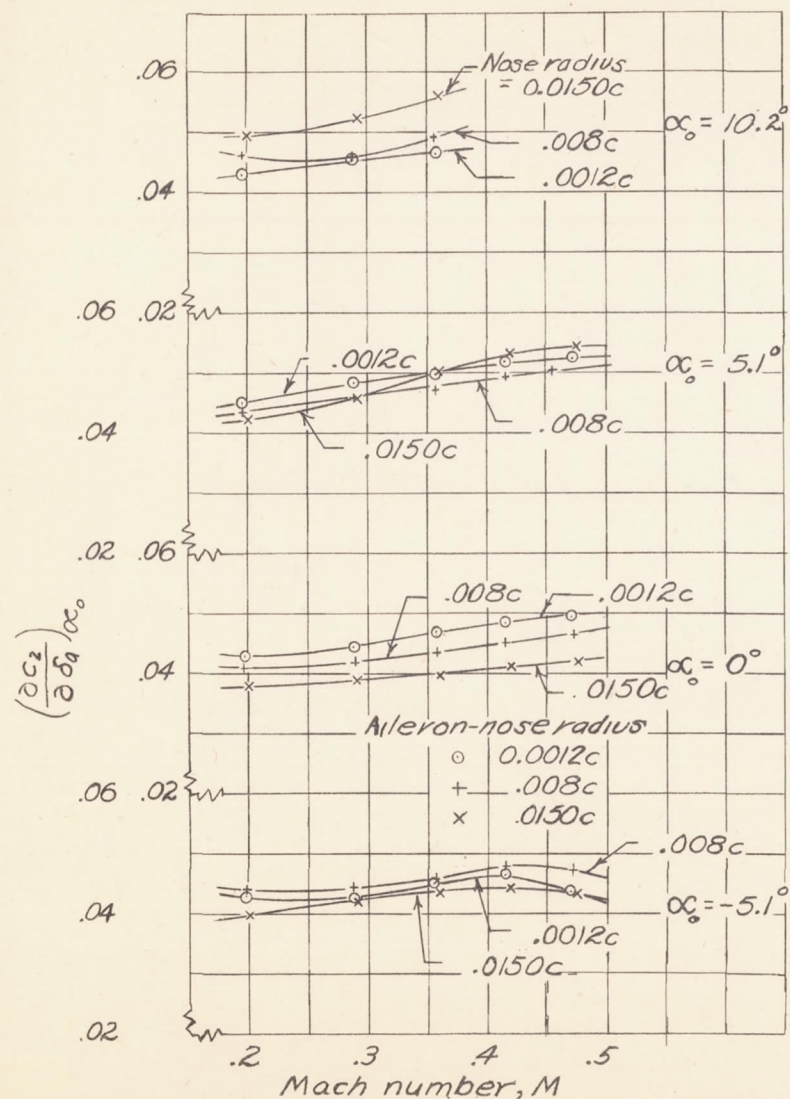 .06
Nose radius
= 0.0150c
α₀ = 10.2°
.008c
.0012c
.04
.06 .02
.0012c
α₀ = 5.1°
.008c
.04
.0150c
.02 .06
.008c
.0012c
(∂c₂/∂δₐ)α₀
.04
α₀ = 0°
.0150c
Aileron-nose radius
⊙ 0.0012c
.06 .02
+ .008c
× .0150c
.008c
.04
α₀ = -5.1°
.0012c
.0150c
.02
.2 .3 .4 .5
Mach number, M